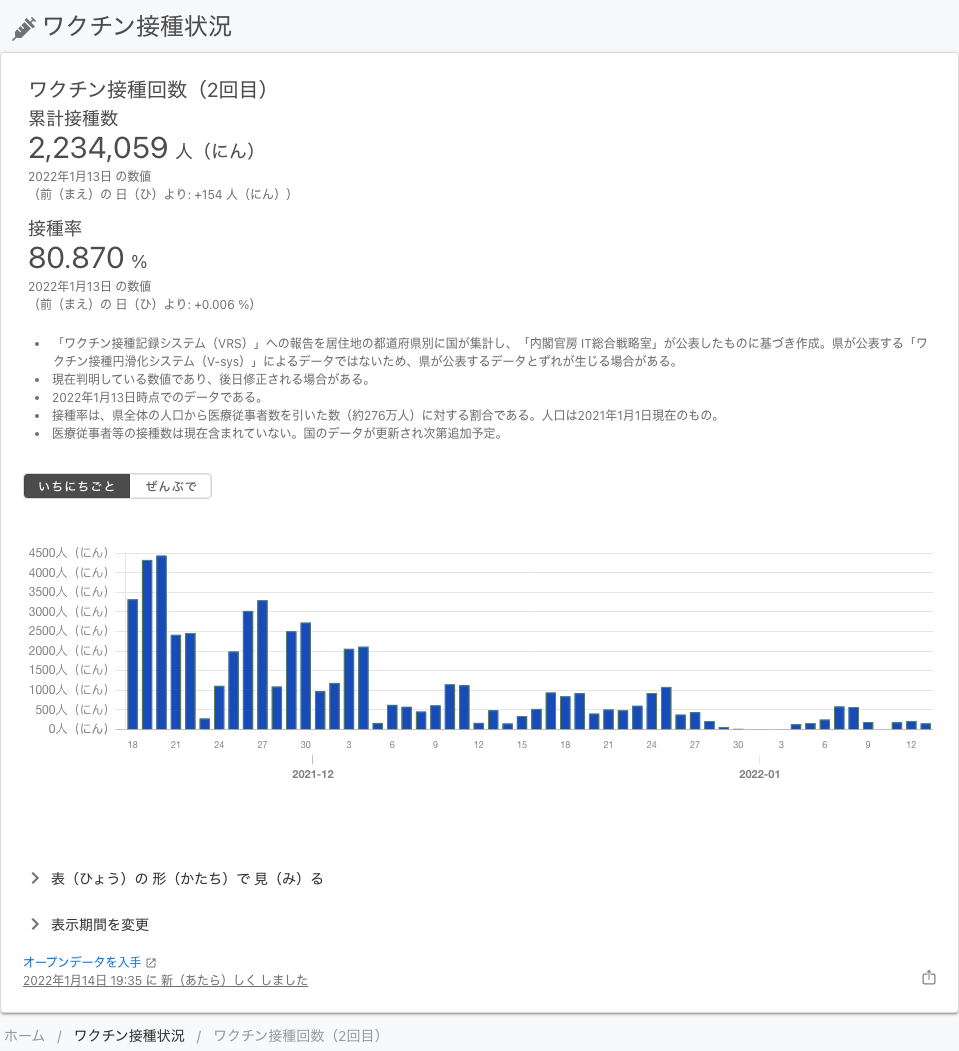 ワクチン接種状況
ワクチン接種回数（2回目）
累計接種数
2,234,059 人（にん）
2022年1月13日 の数値
（前（まえ）の 日（ひ）より: +154 人（にん））
接種率
80.870 %
2022年1月13日 の数値
（前（まえ）の 日（ひ）より: +0.006 %）
• 「ワクチン接種記録システム（VRS）」への報告を居住地の都道府県別に国が集計し、「内閣官房 IT総合戦略室」が公表したものに基づき作成。県が公表する「ワ
クチン接種円滑化システム（V-sys）」によるデータではないため、県が公表するデータとずれが生じる場合がある。
• 現在判明している数値であり、後日修正される場合がある。
• 2022年1月13日時点でのデータである。
• 接種率は、県全体の人口から医療従事者数を引いた数（約276万人）に対する割合である。人口は2021年1月1日現在のもの。
• 医療従事者等の接種数は現在含まれていない。国のデータが更新され次第追加予定。
いちにちごと ぜんぶで
4500人（にん）
4000人（にん）
3500人（にん）
3000人（にん）
2500人（にん）
2000人（にん）
1500人（にん）
1000人（にん）
500人（にん）
0人（にん）
18 21 24 27 30 3 6 9 12 15 18 21 24 27 30 3 6 9 12
2021-12 2022-01
表（ひょう）の 形（かたち）で 見（み）る
表示期間を変更
オープンデータを入手
2022年1月14日 19:35 に 新（あたら）しく しました
ホーム / ワクチン接種状況 / ワクチン接種回数（2回目）